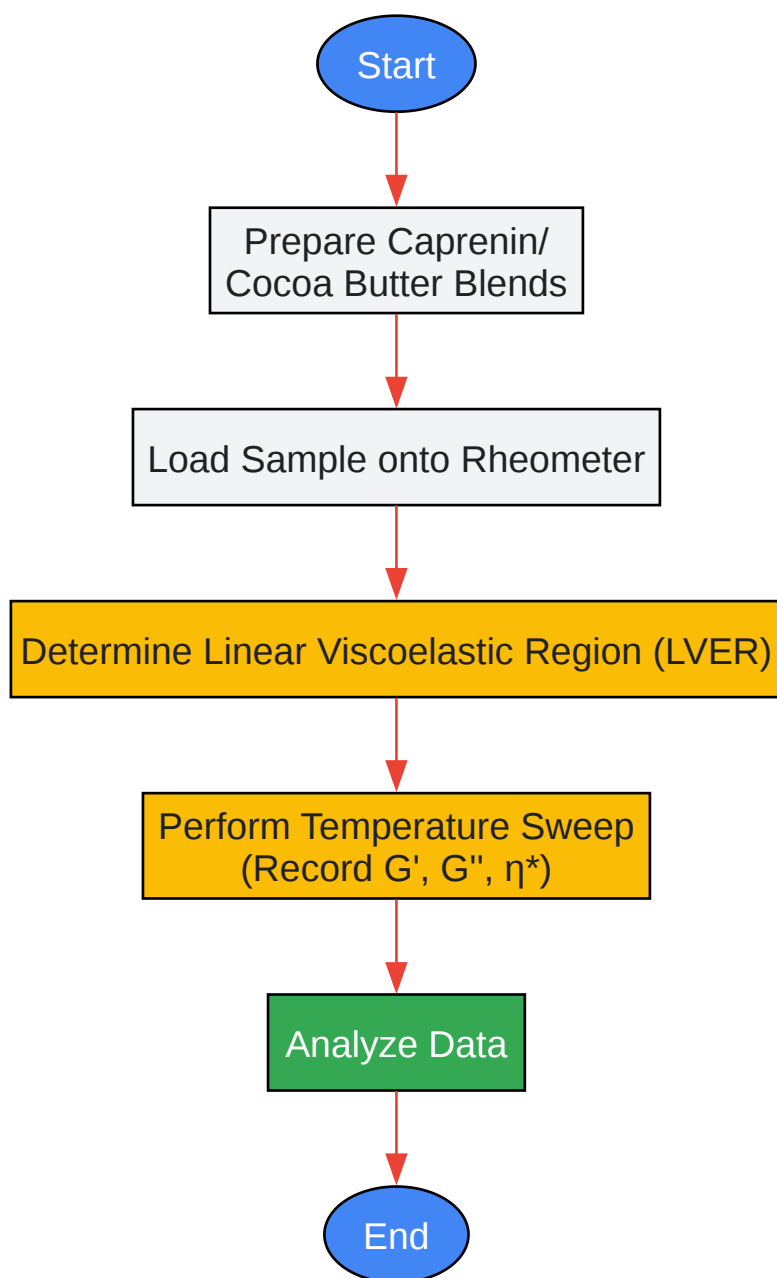 Start
Prepare Caprenin/
Cocoa Butter Blends
Load Sample onto Rheometer
Determine Linear Viscoelastic Region (LVER)
Perform Temperature Sweep
(Record G', G'', η*)
Analyze Data
End